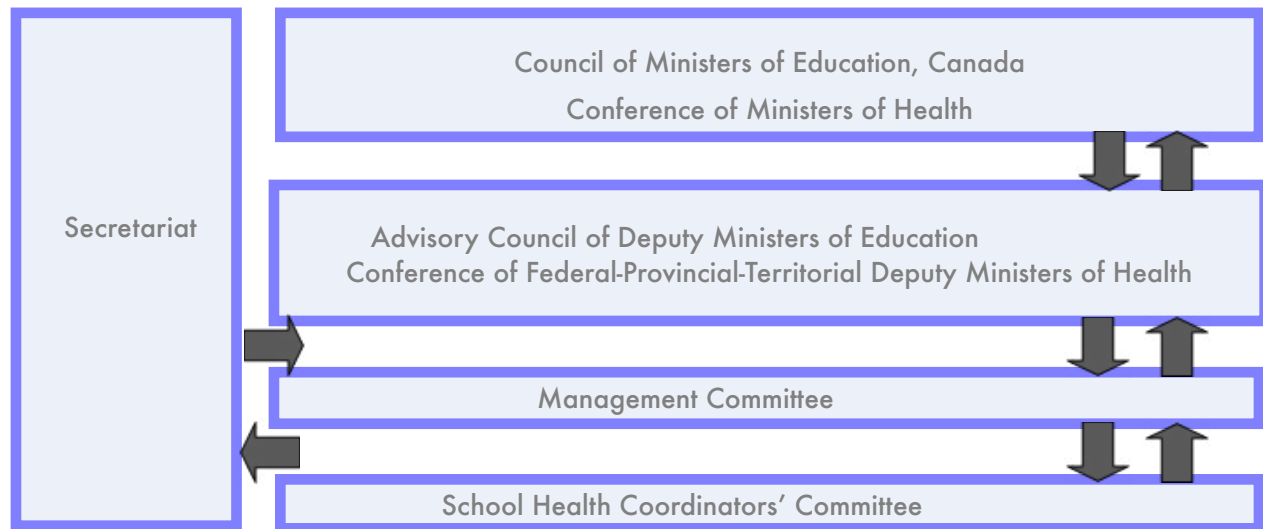 Secretariat
Council of Ministers of Education, Canada
Conference of Ministers of Health
Advisory Council of Deputy Ministers of Education
Conference of Federal-Provincial-Territorial Deputy Ministers of Health
Management Committee
School Health Coordinators’ Committee